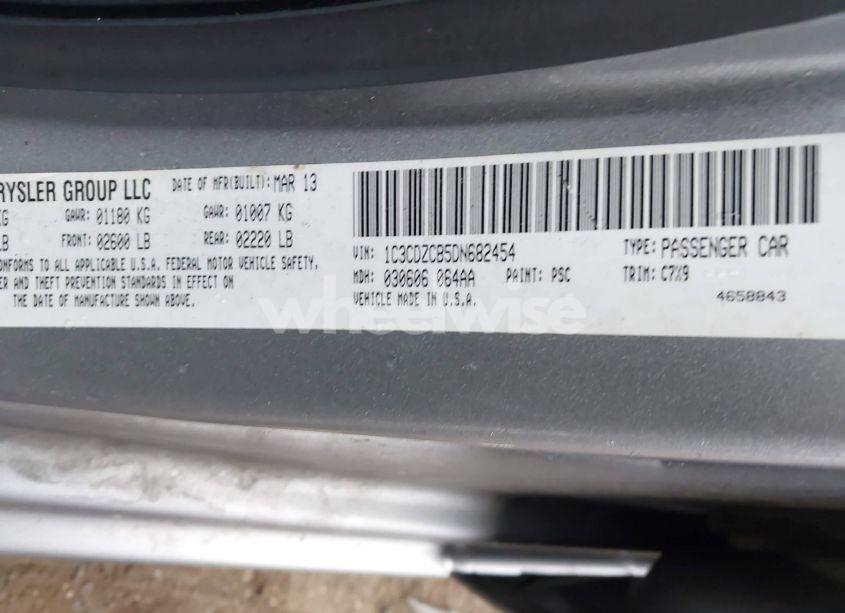 RYSLER GROUP LLC DATE OF MFR(BUILT): MAR 13
KG GAWR: 01180 KG GAWR: 01007 KG
LB FRONT: 02600 LB REAR: 02220 LB
ONFORMS TO ALL APPLICABLE U.S.A. FEDERAL MOTOR VEHICLE SAFETY,
ER AND THEFT PREVENTION STANDARDS IN EFFECT ON
THE DATE OF MANUFACTURE SHOWN ABOVE.
VIN: 1C3CDZCB5DN682454 TYPE: PASSENGER CAR
MDH: 030606 064AA PAINT: PSC TRIM: C7X9
VEHICLE MADE IN U.S.A. 4658843
wheelwise